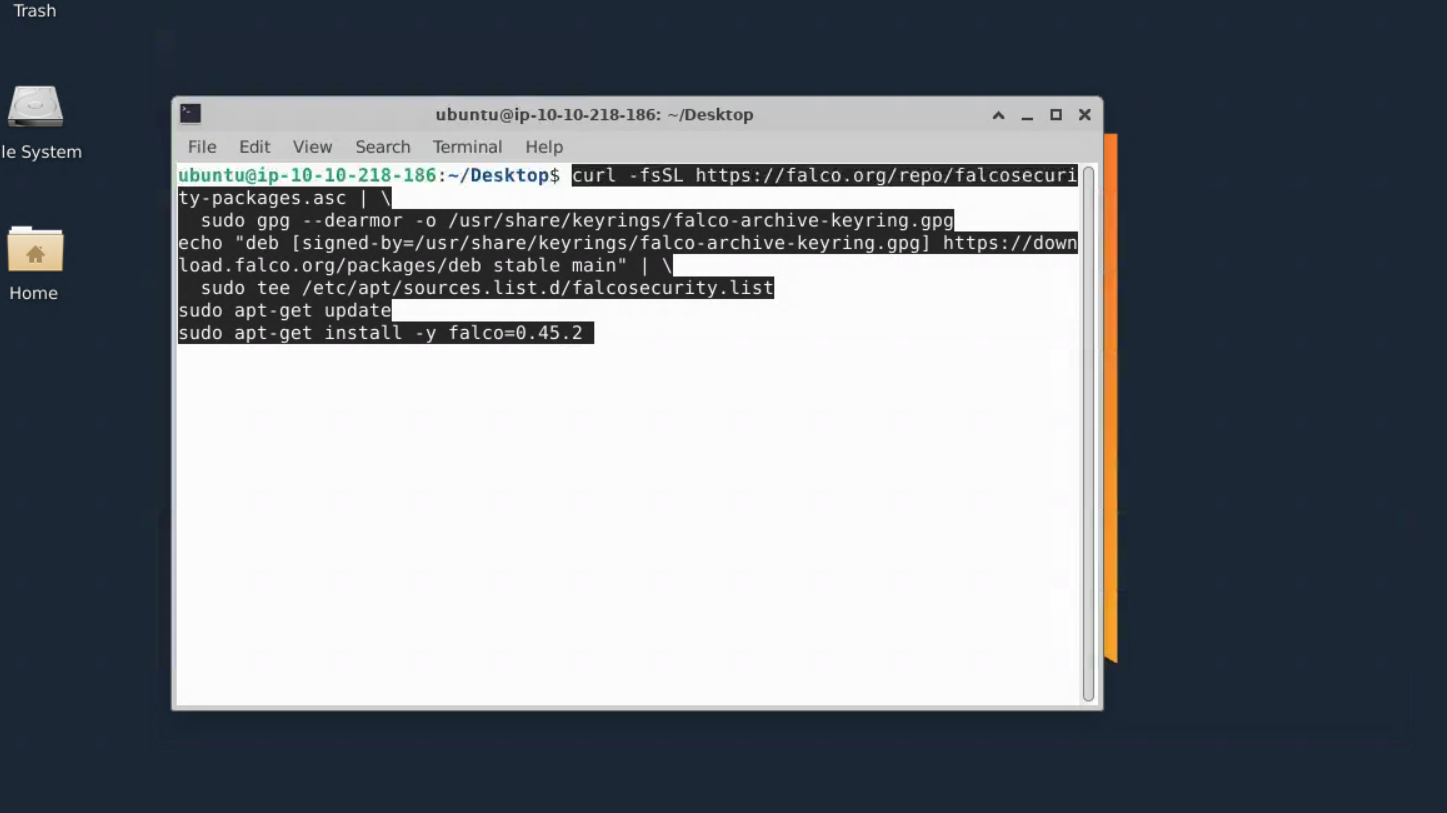 Trash
le System
Home
ubuntu@ip-10-10-218-186: ~/Desktop
File Edit View Search Terminal Help
ubuntu@ip-10-10-218-186:~/Desktop$ curl -fsSL https://falco.org/repo/falcosecuri
ty-packages.asc | \
  sudo gpg --dearmor -o /usr/share/keyrings/falco-archive-keyring.gpg
echo "deb [signed-by=/usr/share/keyrings/falco-archive-keyring.gpg] https://down
load.falco.org/packages/deb stable main" | \
  sudo tee /etc/apt/sources.list.d/falcosecurity.list
sudo apt-get update
sudo apt-get install -y falco=0.45.2